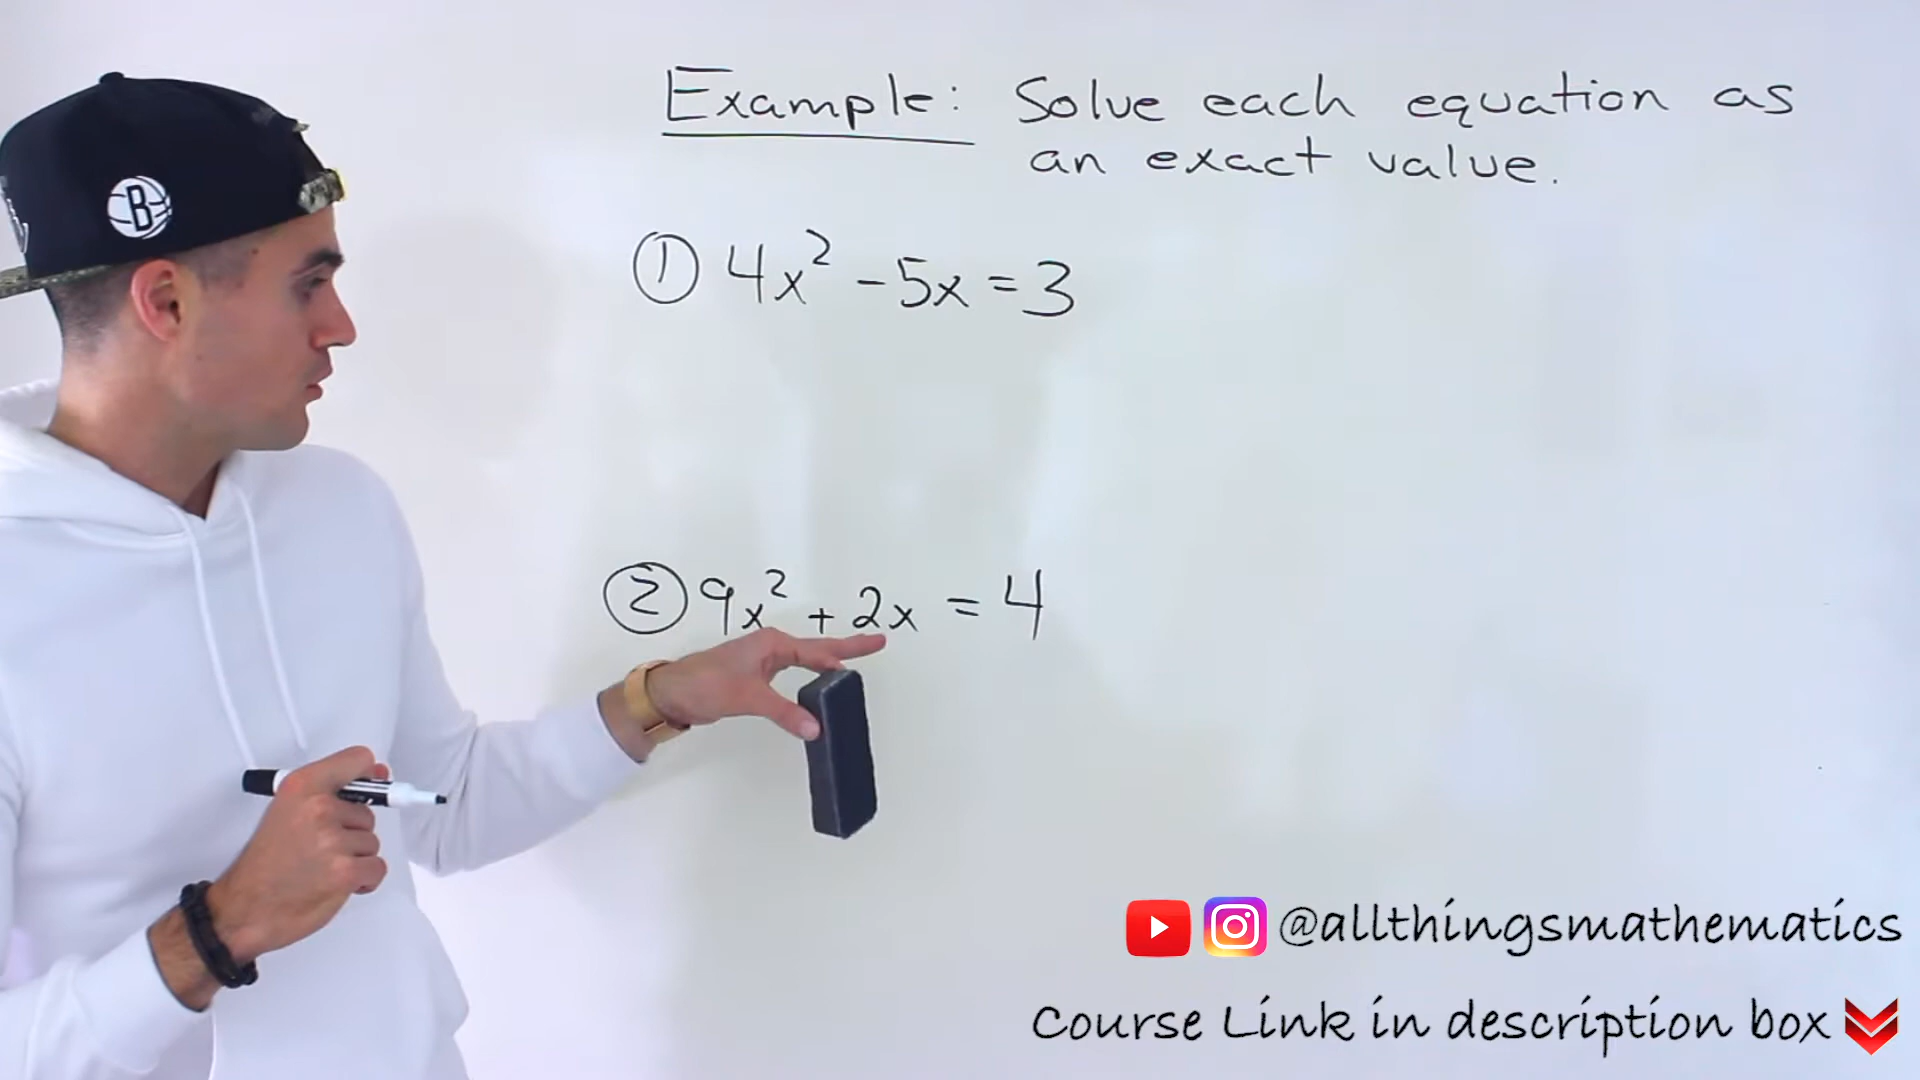 Example: Solve each equation as
an exact value.
① 4x² - 5x = 3
② 9x² + 2x = 4
B
@allthingsmathematics
Course Link in description box